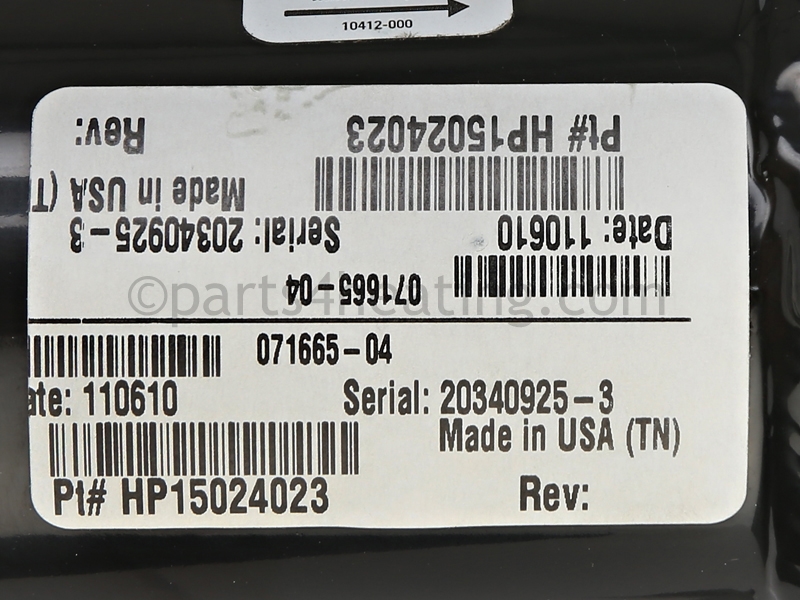 10412-000
Pt# HP15024023 Rev:
Made in USA (T
Date: 110610 Serial: 20340925-3
071665-04
©parts4heating.com
071665-04
ate: 110610 Serial: 20340925-3
Made in USA (TN)
Pt# HP15024023 Rev: